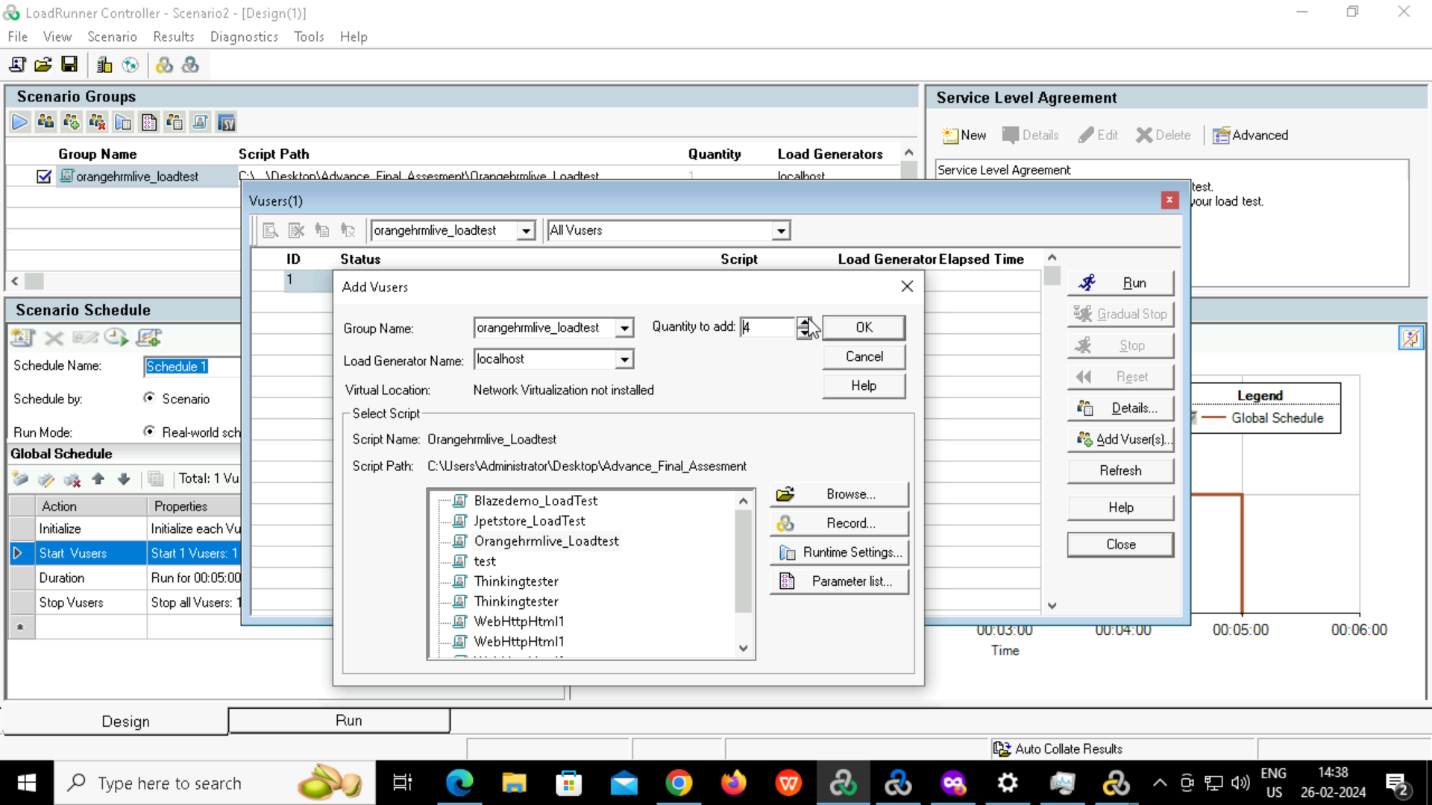 LoadRunner Controller - Scenario2 - [Design(1)]
File View Scenario Results Diagnostics Tools Help
Scenario Groups
Group Name Script Path Quantity Load Generators
orangehrmlive_loadtest C:\...\Desktop\Advance_Final_Assesment\Orangehrmlive_Loadtest 1 localhost
Service Level Agreement
New Details Edit Delete Advanced
Service Level Agreement
test.
your load test.
Vusers(1)
orangehrmlive_loadtest All Vusers
ID Status Script Load Generator Elapsed Time
1
Run
Gradual Stop
Stop
Reset
Details...
Add Vuser(s)...
Refresh
Help
Close
Add Vusers
Group Name: orangehrmlive_loadtest Quantity to add: 4 OK
Load Generator Name: localhost Cancel
Virtual Location: Network Virtualization not installed Help
Select Script
Script Name: Orangehrmlive_Loadtest
Script Path: C:\Users\Administrator\Desktop\Advance_Final_Assesment
Blazedemo_LoadTest
Jpetstore_LoadTest
Orangehrmlive_Loadtest
test
Thinkingtester
Thinkingtester
WebHttpHtml1
WebHttpHtml1
Browse...
Record...
Runtime Settings...
Parameter list...
Scenario Schedule
Schedule Name: Schedule 1
Schedule by: Scenario
Run Mode: Real-world sch
Global Schedule
Total: 1 Vu
Action Properties
Initialize Initialize each Vu
Start Vusers Start 1 Vusers: 1
Duration Run for 00:05:00
Stop Vusers Stop all Vusers: 1
*
Legend
Global Schedule
00:03:00 00:04:00 00:05:00 00:06:00
Time
Design Run
Auto Collate Results
Type here to search
ENG
US
14:38
26-02-2024
2